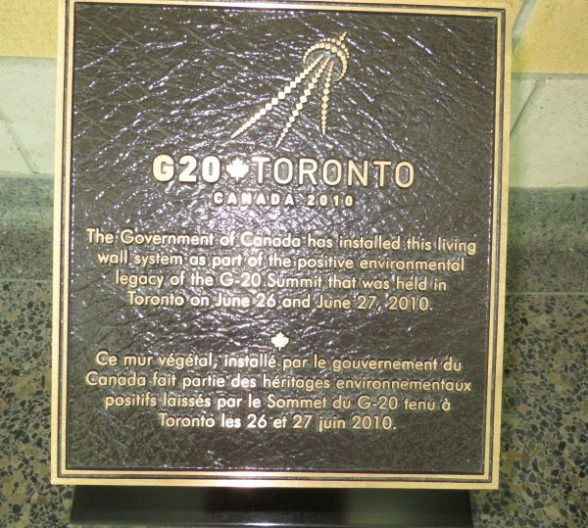 G20 TORONTO
CANADA 2010
The Government of Canada has installed this living
wall system as part of the positive environmental
legacy of the G-20 Summit that was held in
Toronto on June 26 and June 27, 2010.
Ce mur végétal, installé par le gouvernement du
Canada fait partie des héritages environnementaux
positifs laissés par le Sommet du G-20 tenu à
Toronto les 26 et 27 juin 2010.